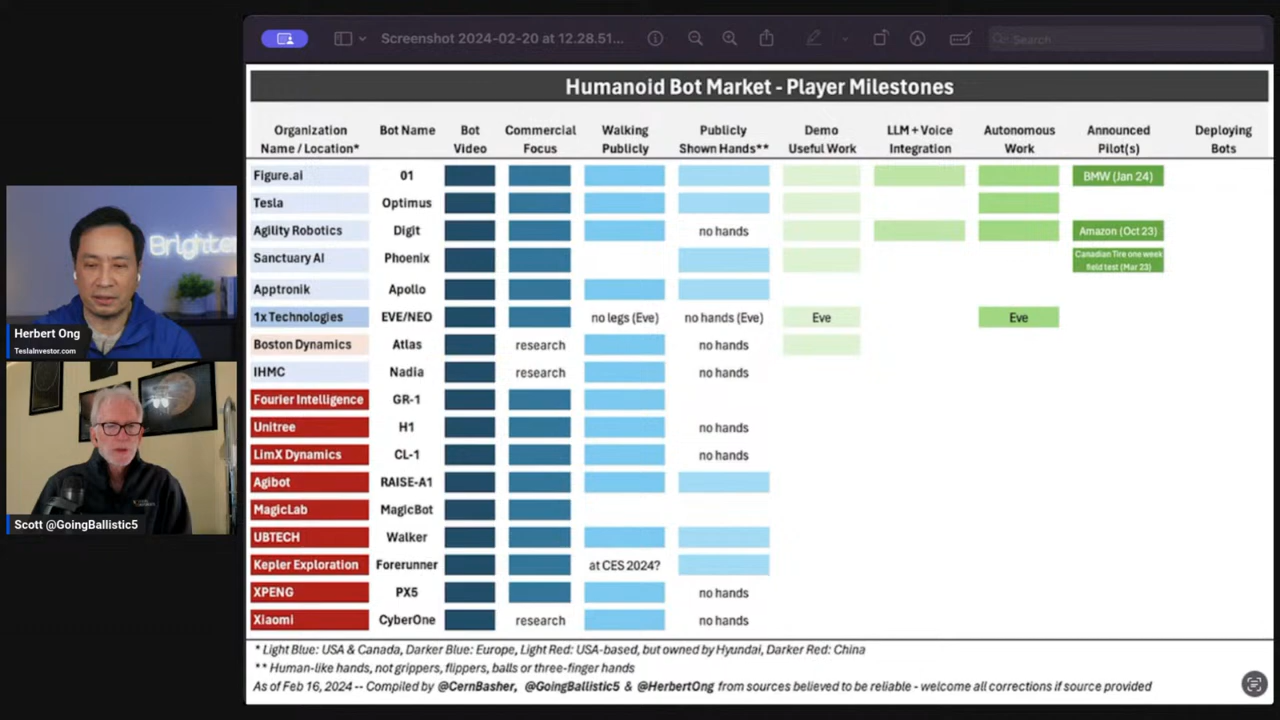 Screenshot 2024-02-20 at 12.28.51...
Search
Humanoid Bot Market - Player Milestones
Organization Name / Location* Bot Name Bot Video Commercial Focus Walking Publicly Publicly Shown Hands** Demo Useful Work LLM + Voice Integration Autonomous Work Announced Pilot(s) Deploying Bots
Figure.ai 01 BMW (Jan 24)
Tesla Optimus
Agility Robotics Digit no hands Amazon (Oct 23)
Sanctuary AI Phoenix Canadian Tire one week field test (Mar 23)
Apptronik Apollo
1x Technologies EVE/NEO no legs (Eve) no hands (Eve) Eve Eve
Boston Dynamics Atlas research no hands
IHMC Nadia research no hands
Fourier Intelligence GR-1
Unitree H1 no hands
LimX Dynamics CL-1 no hands
Agibot RAISE-A1
MagicLab MagicBot
UBTECH Walker
Kepler Exploration Forerunner at CES 2024?
XPENG PX5 no hands
Xiaomi CyberOne research no hands
* Light Blue: USA & Canada, Darker Blue: Europe, Light Red: USA-based, but owned by Hyundai, Darker Red: China
** Human-like hands, not grippers, flippers, balls or three-finger hands
As of Feb 16, 2024 -- Compiled by @CernBasher, @GoingBallistic5 & @HerbertOng from sources believed to be reliable - welcome all corrections if source provided
Brighte
Herbert Ong
TeslaInvestor.com
Scott @GoingBallistic5